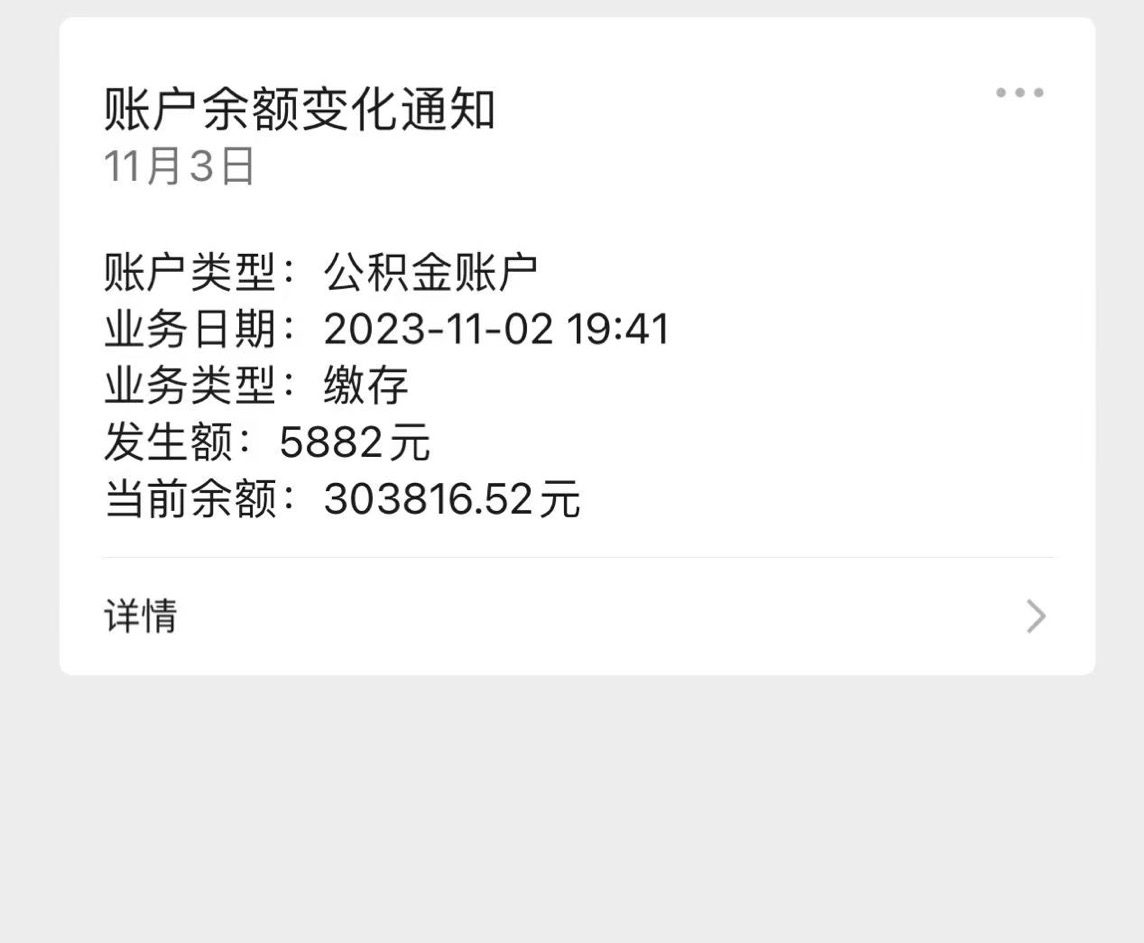 账户余额变化通知
11月3日
账户类型：公积金账户
业务日期：2023-11-02 19:41
业务类型：缴存
发生额：5882元
当前余额：303816.52元
详情